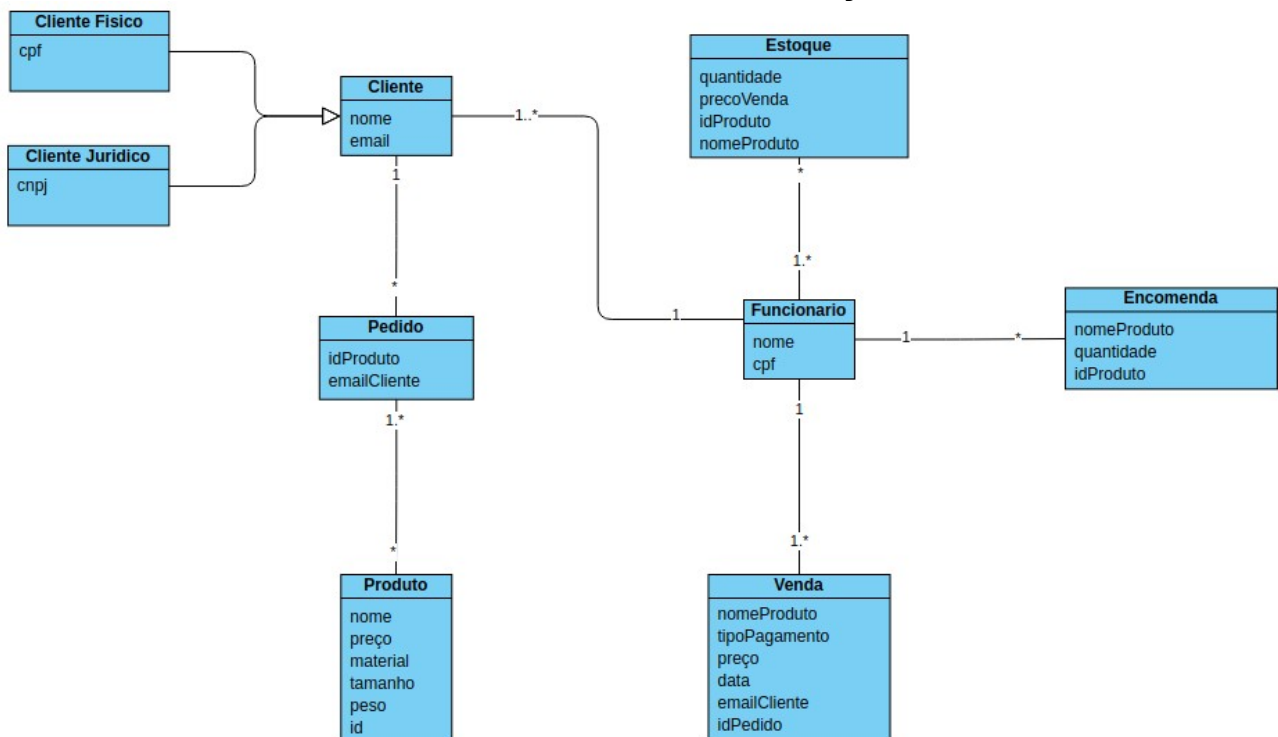 Cliente Fisico
cpf
Cliente Juridico
cnpj
Cliente
nome
email
1..*
1
*
Pedido
idProduto
emailCliente
1.*
*
Produto
nome
preço
material
tamanho
peso
id
Estoque
quantidade
precoVenda
idProduto
nomeProduto
*
1.*
1
Funcionario
nome
cpf
1
*
Encomenda
nomeProduto
quantidade
idProduto
1
1.*
Venda
nomeProduto
tipoPagamento
preço
data
emailCliente
idPedido